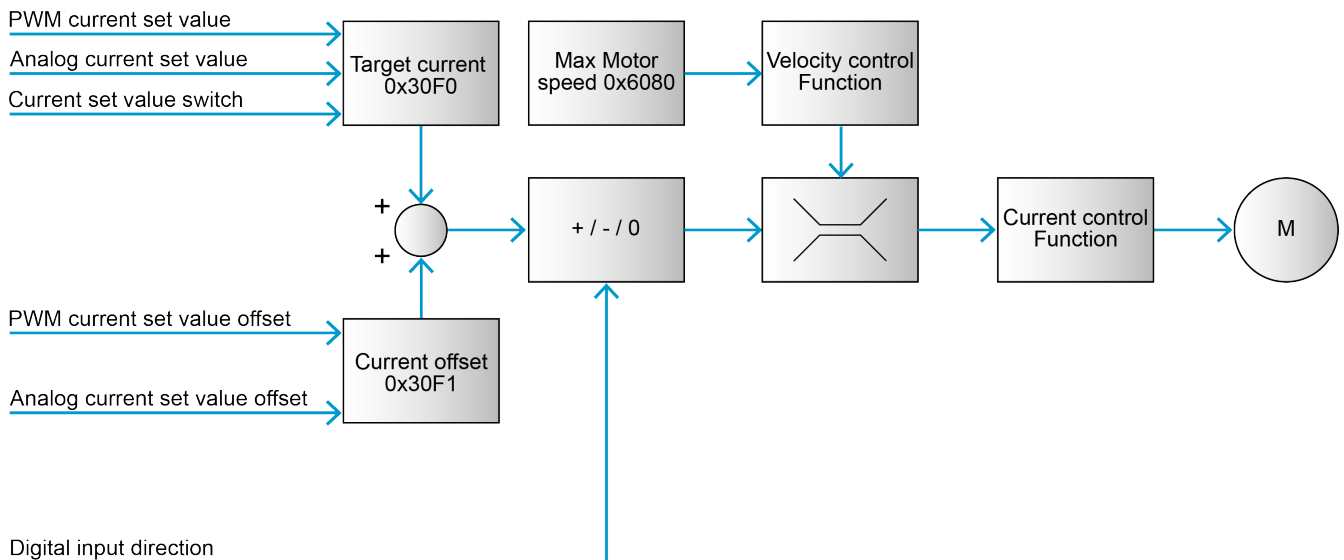 PWM current set value
Analog current set value
Current set value switch
Target current
0x30F0
Max Motor
speed 0x6080
Velocity control
Function
+
+
+ / - / 0
Current control
Function
M
PWM current set value offset
Analog current set value offset
Current offset
0x30F1
Digital input direction